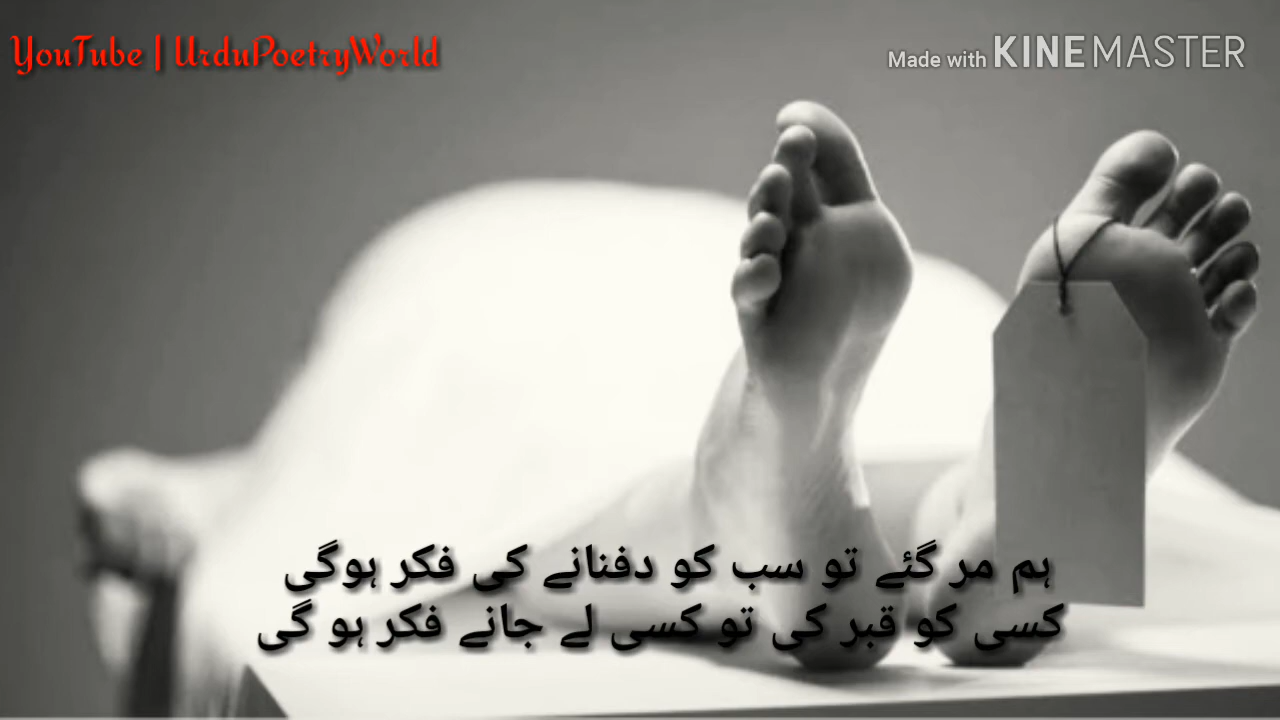 YouTube | UrduPoetryWorld
Made with KINEMASTER
ہم مر گئے تو سب کو دفنانے کی فکر ہوگی
کسی کو قبر کی تو کسی لے جانے فکر ہو گی